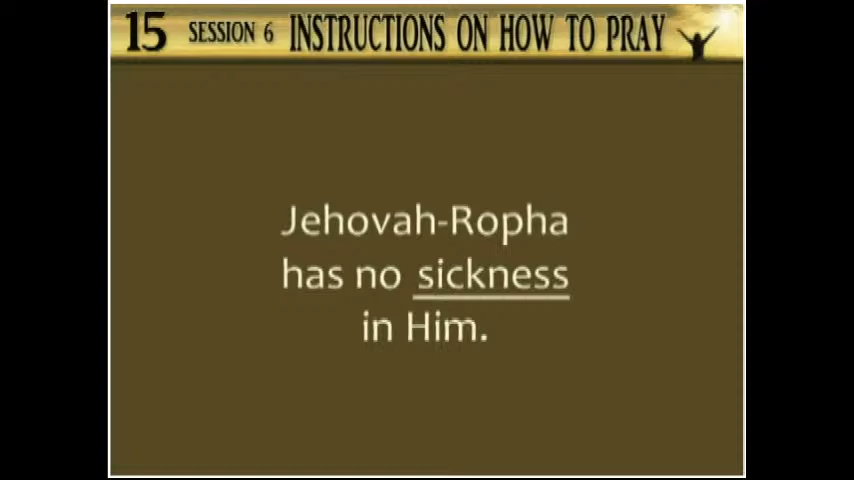 15 SESSION 6 INSTRUCTIONS ON HOW TO PRAY
Jehovah-Ropha
has no sickness
in Him.